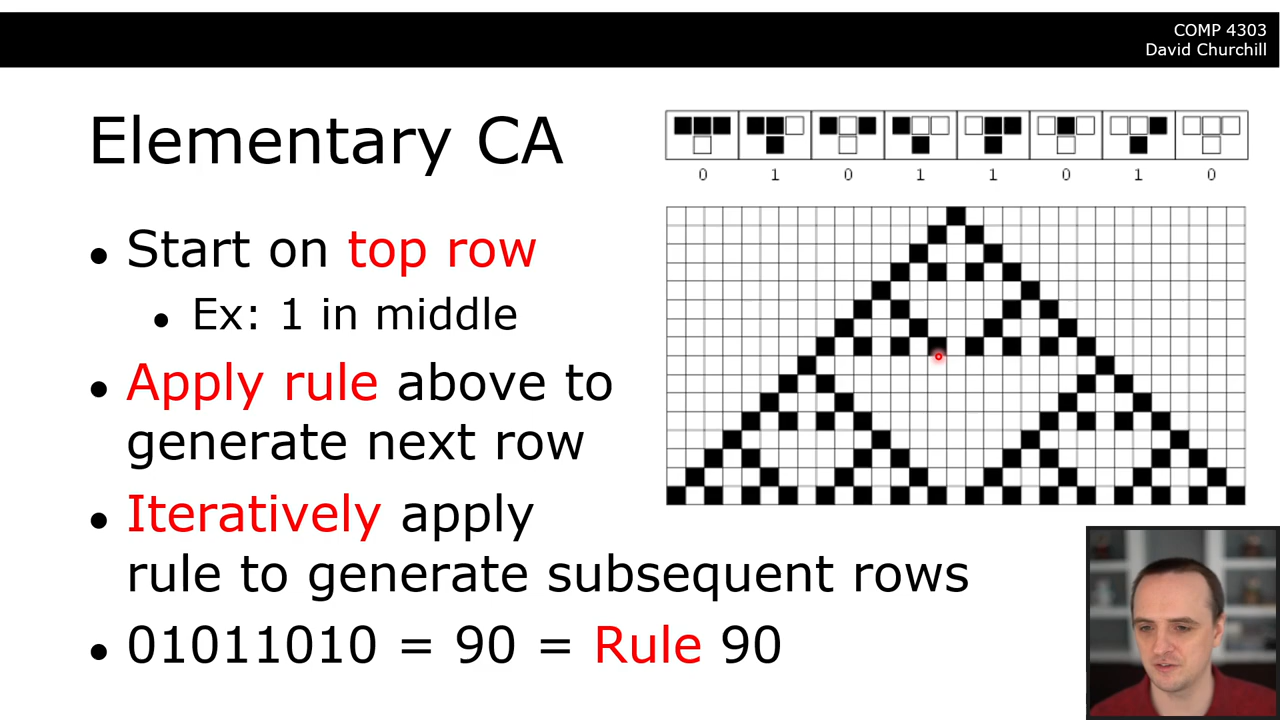 COMP 4303
David Churchill
Elementary CA
0 1 0 1 1 0 1 0
• Start on top row
• Ex: 1 in middle
• Apply rule above to
generate next row
• Iteratively apply
rule to generate subsequent rows
• 01011010 = 90 = Rule 90